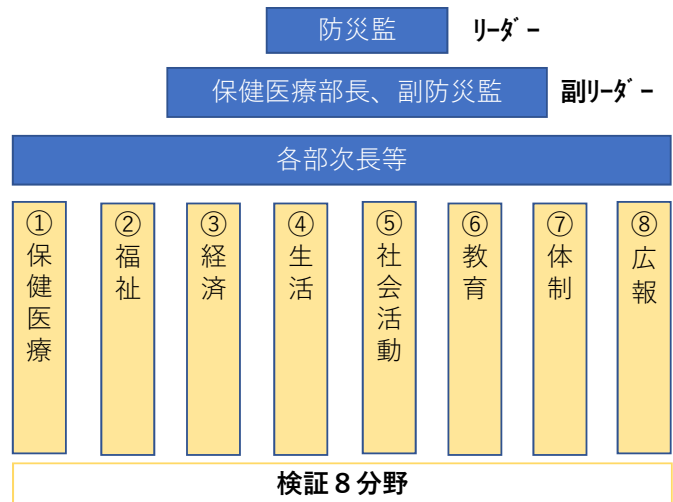 防災監 リーダー
保健医療部長、副防災監 副リーダー
各部次長等
①保健医療
②福祉
③経済
④生活
⑤社会活動
⑥教育
⑦体制
⑧広報
検証８分野